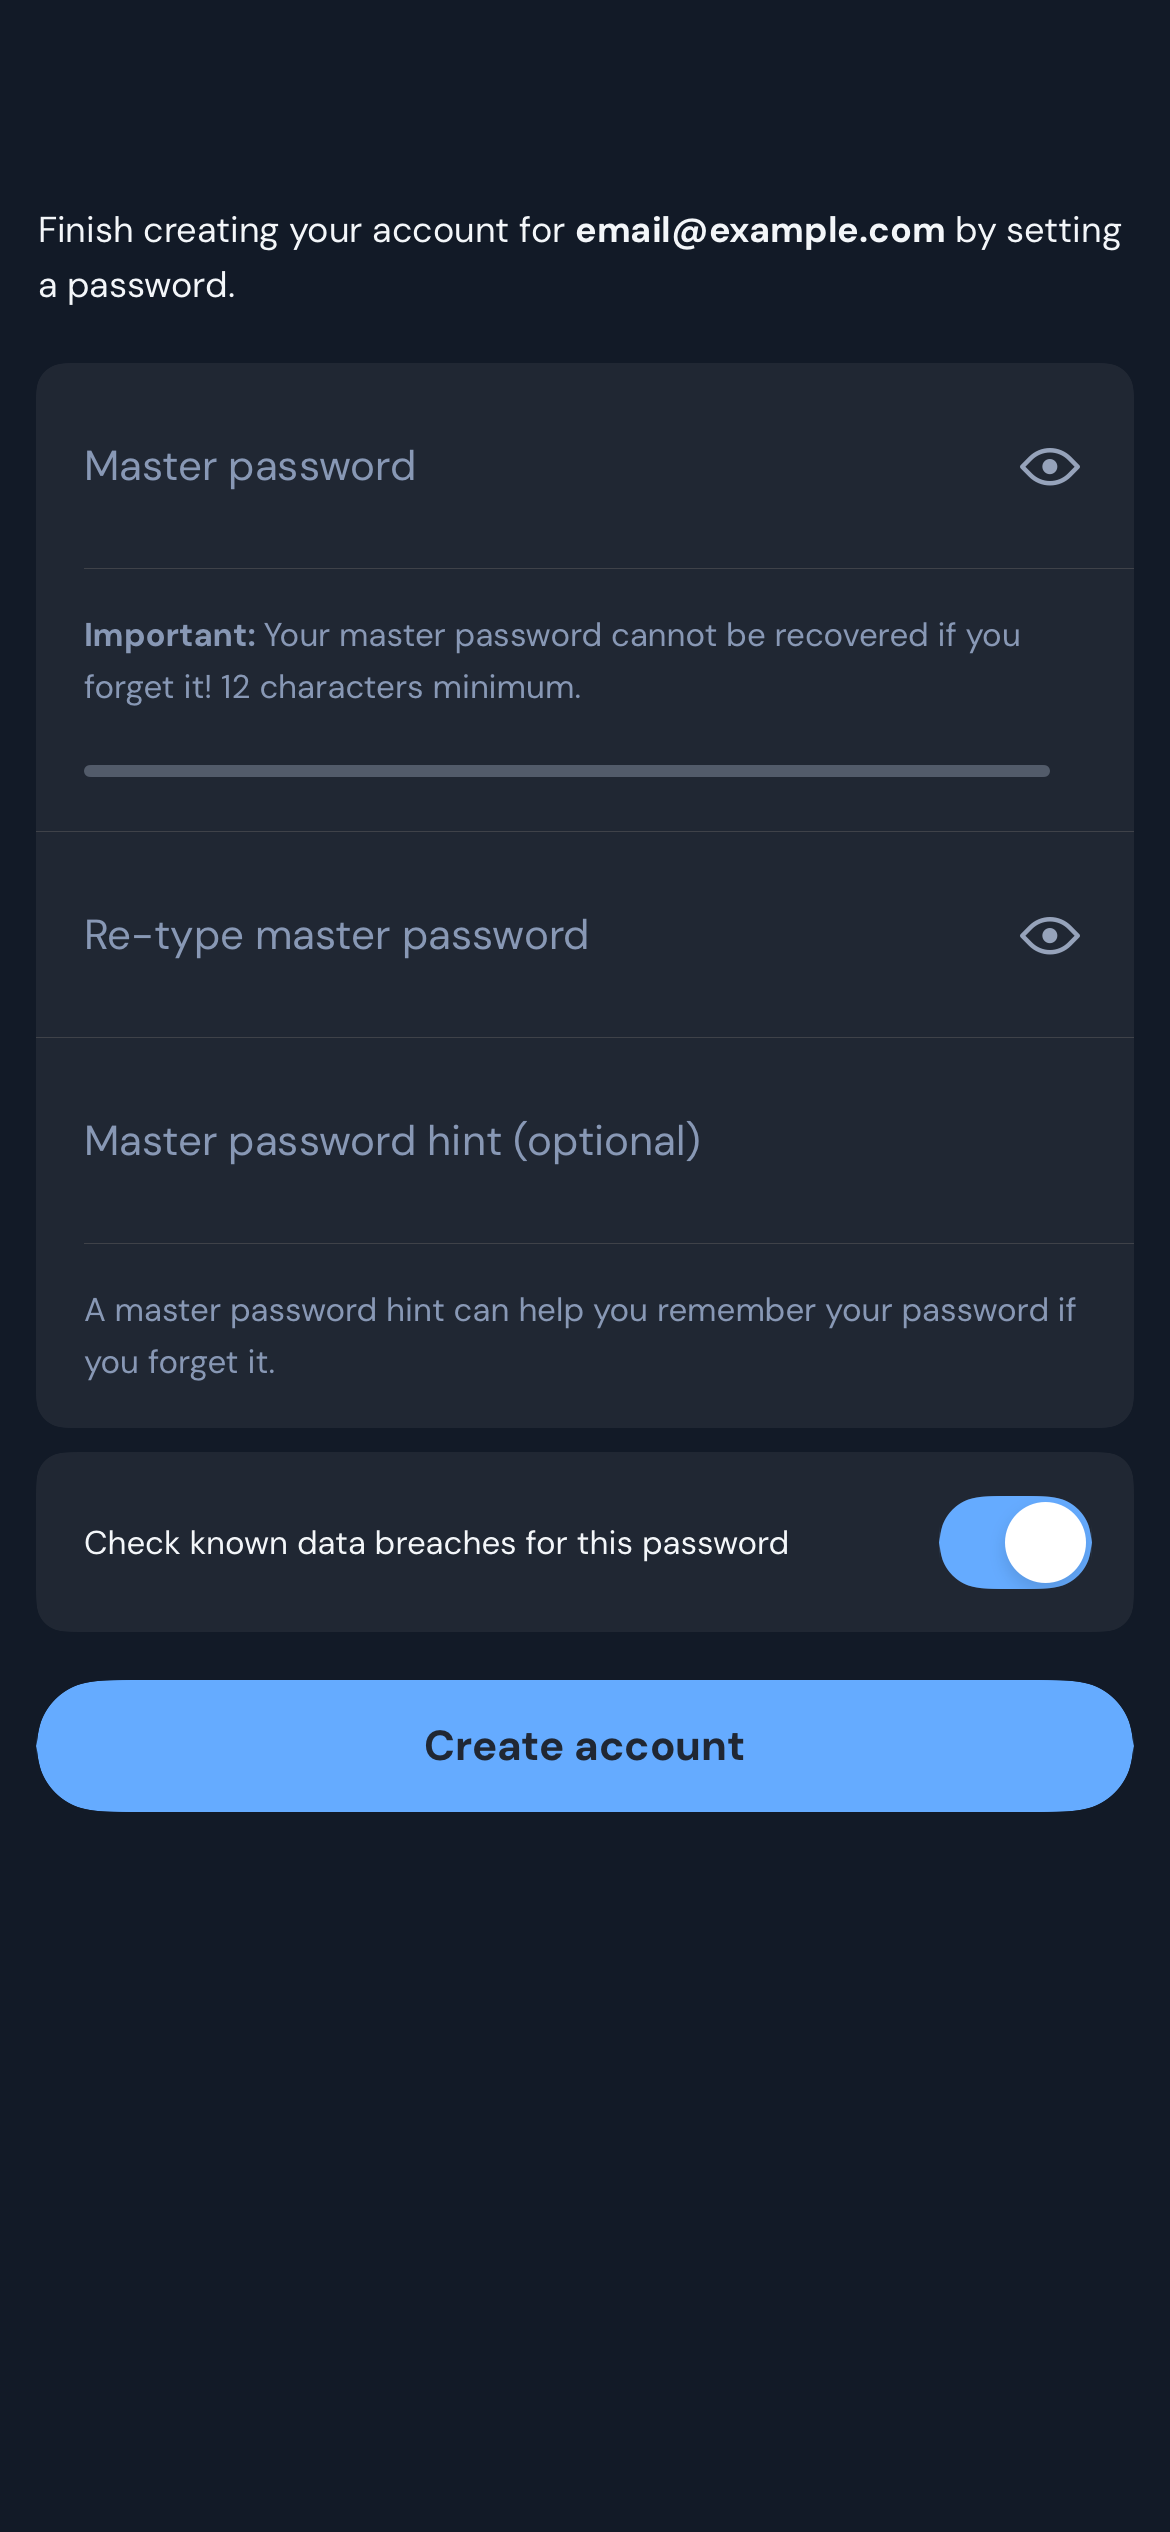 Finish creating your account for email@example.com by setting
a password.
Master password
Important: Your master password cannot be recovered if you
forget it! 12 characters minimum.
Re-type master password
Master password hint (optional)
A master password hint can help you remember your password if
you forget it.
Check known data breaches for this password
Create account